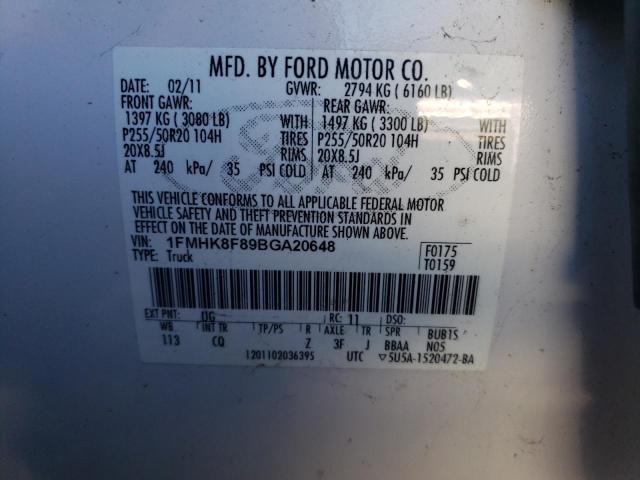 MFD. BY FORD MOTOR CO.
DATE: 02/11 GVWR: 2794 KG ( 6160 LB)
FRONT GAWR: REAR GAWR:
1397 KG ( 3080 LB) WITH 1497 KG ( 3300 LB) WITH
P255/50R20 104H TIRES P255/50R20 104H TIRES
20X8.5J RIMS 20X8.5J RIMS
AT 240 kPa/ 35 PSI COLD AT 240 kPa/ 35 PSI COLD
THIS VEHICLE CONFORMS TO ALL APPLICABLE FEDERAL MOTOR
VEHICLE SAFETY AND THEFT PREVENTION STANDARDS IN
EFFECT ON THE DATE OF MANUFACTURE SHOWN ABOVE.
VIN: 1FMHK8F89BGA20648 F0175
TYPE: Truck T0159
EXT PNT: UG RC: 11 DSO:
WB INT TR TP/PS R AXLE TR SPR BUB1S
113 CQ Z 3F J BBAA N05
1201102036395 UTC ▽5U5A-1520472-BA